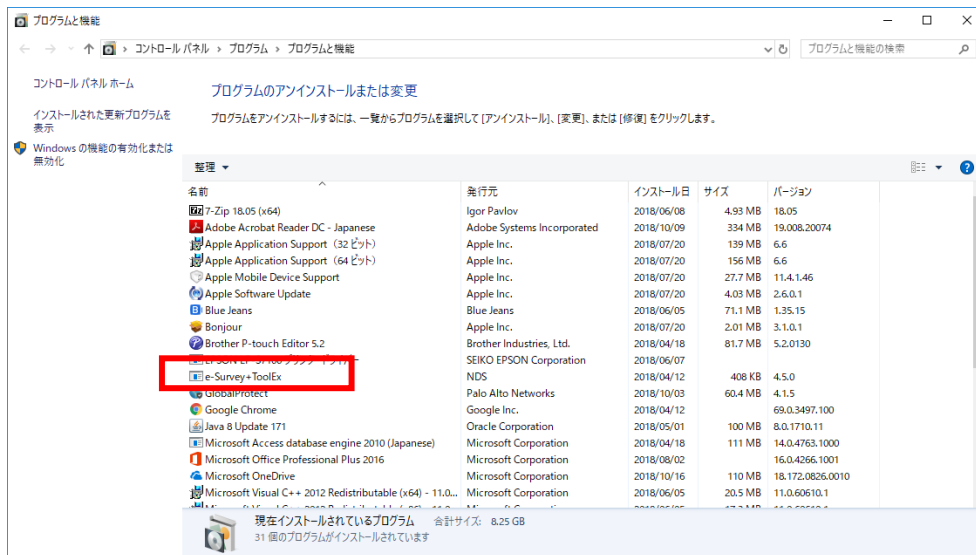 プログラムと機能
コントロール パネル › プログラム › プログラムと機能
プログラムと機能の検索
コントロール パネル ホーム
インストールされた更新プログラムを
表示
Windows の機能の有効化または
無効化
プログラムのアンインストールまたは変更
プログラムをアンインストールするには、一覧からプログラムを選択して [アンインストール]、[変更]、または [修復] をクリックします。
整理
名前 発行元 インストール日 サイズ バージョン
7-Zip 18.05 (x64) Igor Pavlov 2018/06/08 4.93 MB 18.05
Adobe Acrobat Reader DC - Japanese Adobe Systems Incorporated 2018/10/09 334 MB 19.008.20074
Apple Application Support (32 ビット) Apple Inc. 2018/07/20 139 MB 6.6
Apple Application Support (64 ビット) Apple Inc. 2018/07/20 156 MB 6.6
Apple Mobile Device Support Apple Inc. 2018/07/20 27.7 MB 11.4.1.46
Apple Software Update Apple Inc. 2018/07/20 4.03 MB 2.6.0.1
Blue Jeans Blue Jeans 2018/06/05 71.1 MB 1.35.15
Bonjour Apple Inc. 2018/07/20 2.01 MB 3.1.0.1
Brother P-touch Editor 5.2 Brother Industries, Ltd. 2018/04/18 81.7 MB 5.2.0130
SEIKO EPSON Corporation 2018/06/07
e-Survey+ToolEx NDS 2018/04/12 408 KB 4.5.0
GlobalProtect Palo Alto Networks 2018/10/03 60.4 MB 4.1.5
Google Chrome Google Inc. 2018/04/12 69.0.3497.100
Java 8 Update 171 Oracle Corporation 2018/05/01 100 MB 8.0.1710.11
Microsoft Access database engine 2010 (Japanese) Microsoft Corporation 2018/04/18 111 MB 14.0.4763.1000
Microsoft Office Professional Plus 2016 Microsoft Corporation 2018/08/02 16.0.4266.1001
Microsoft OneDrive Microsoft Corporation 2018/10/16 110 MB 18.172.0826.0010
Microsoft Visual C++ 2012 Redistributable (x64) - 11.0... Microsoft Corporation 2018/06/05 20.5 MB 11.0.60610.1
現在インストールされているプログラム 合計サイズ: 8.25 GB
31 個のプログラムがインストールされています